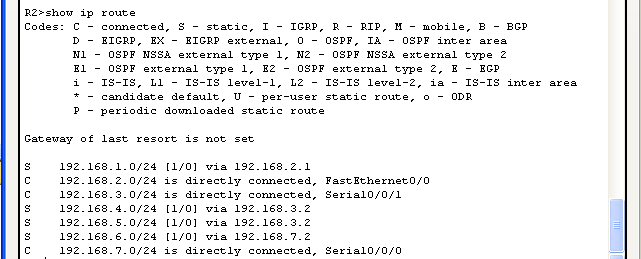 R2>show ip route
Codes: C - connected, S - static, I - IGRP, R - RIP, M - mobile, B - BGP
D - EIGRP, EX - EIGRP external, O - OSPF, IA - OSPF inter area
N1 - OSPF NSSA external type 1, N2 - OSPF NSSA external type 2
E1 - OSPF external type 1, E2 - OSPF external type 2, E - EGP
i - IS-IS, L1 - IS-IS level-1, L2 - IS-IS level-2, ia - IS-IS inter area
* - candidate default, U - per-user static route, o - ODR
P - periodic downloaded static route
Gateway of last resort is not set
S 192.168.1.0/24 [1/0] via 192.168.2.1
C 192.168.2.0/24 is directly connected, FastEthernet0/0
C 192.168.3.0/24 is directly connected, Serial0/0/1
S 192.168.4.0/24 [1/0] via 192.168.3.2
S 192.168.5.0/24 [1/0] via 192.168.3.2
S 192.168.6.0/24 [1/0] via 192.168.7.2
C 192.168.7.0/24 is directly connected, Serial0/0/0